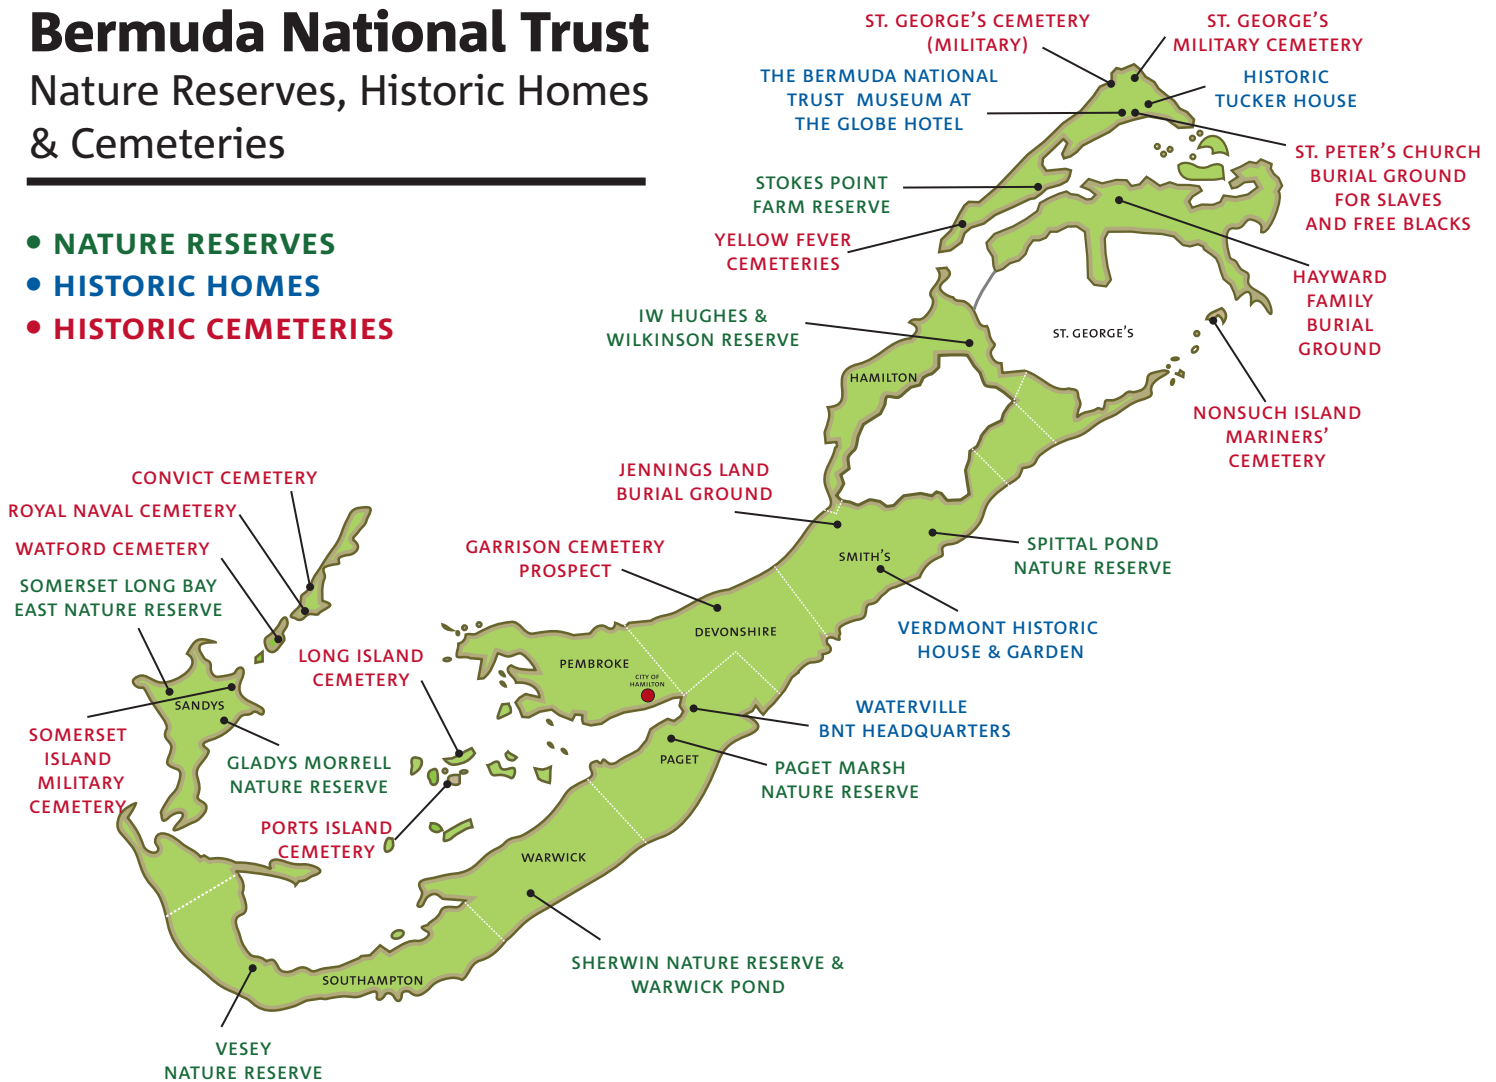 Bermuda National Trust
Nature Reserves, Historic Homes
& Cemeteries
• NATURE RESERVES
• HISTORIC HOMES
• HISTORIC CEMETERIES
ST. GEORGE'S CEMETERY
(MILITARY)
ST. GEORGE'S
MILITARY CEMETERY
THE BERMUDA NATIONAL
TRUST MUSEUM AT
THE GLOBE HOTEL
HISTORIC
TUCKER HOUSE
ST. PETER'S CHURCH
BURIAL GROUND
FOR SLAVES
AND FREE BLACKS
STOKES POINT
FARM RESERVE
YELLOW FEVER
CEMETERIES
HAYWARD
FAMILY
BURIAL
GROUND
IW HUGHES &
WILKINSON RESERVE
ST. GEORGE'S
HAMILTON
NONSUCH ISLAND
MARINERS'
CEMETERY
JENNINGS LAND
BURIAL GROUND
CONVICT CEMETERY
ROYAL NAVAL CEMETERY
WATFORD CEMETERY
SOMERSET LONG BAY
EAST NATURE RESERVE
GARRISON CEMETERY
PROSPECT
SMITH'S
SPITTAL POND
NATURE RESERVE
VERDMONT HISTORIC
HOUSE & GARDEN
DEVONSHIRE
PEMBROKE
CITY OF
HAMILTON
LONG ISLAND
CEMETERY
SANDYS
SOMERSET
ISLAND
MILITARY
CEMETERY
GLADYS MORRELL
NATURE RESERVE
WATERVILLE
BNT HEADQUARTERS
PAGET
PAGET MARSH
NATURE RESERVE
PORTS ISLAND
CEMETERY
WARWICK
SHERWIN NATURE RESERVE &
WARWICK POND
SOUTHAMPTON
VESEY
NATURE RESERVE